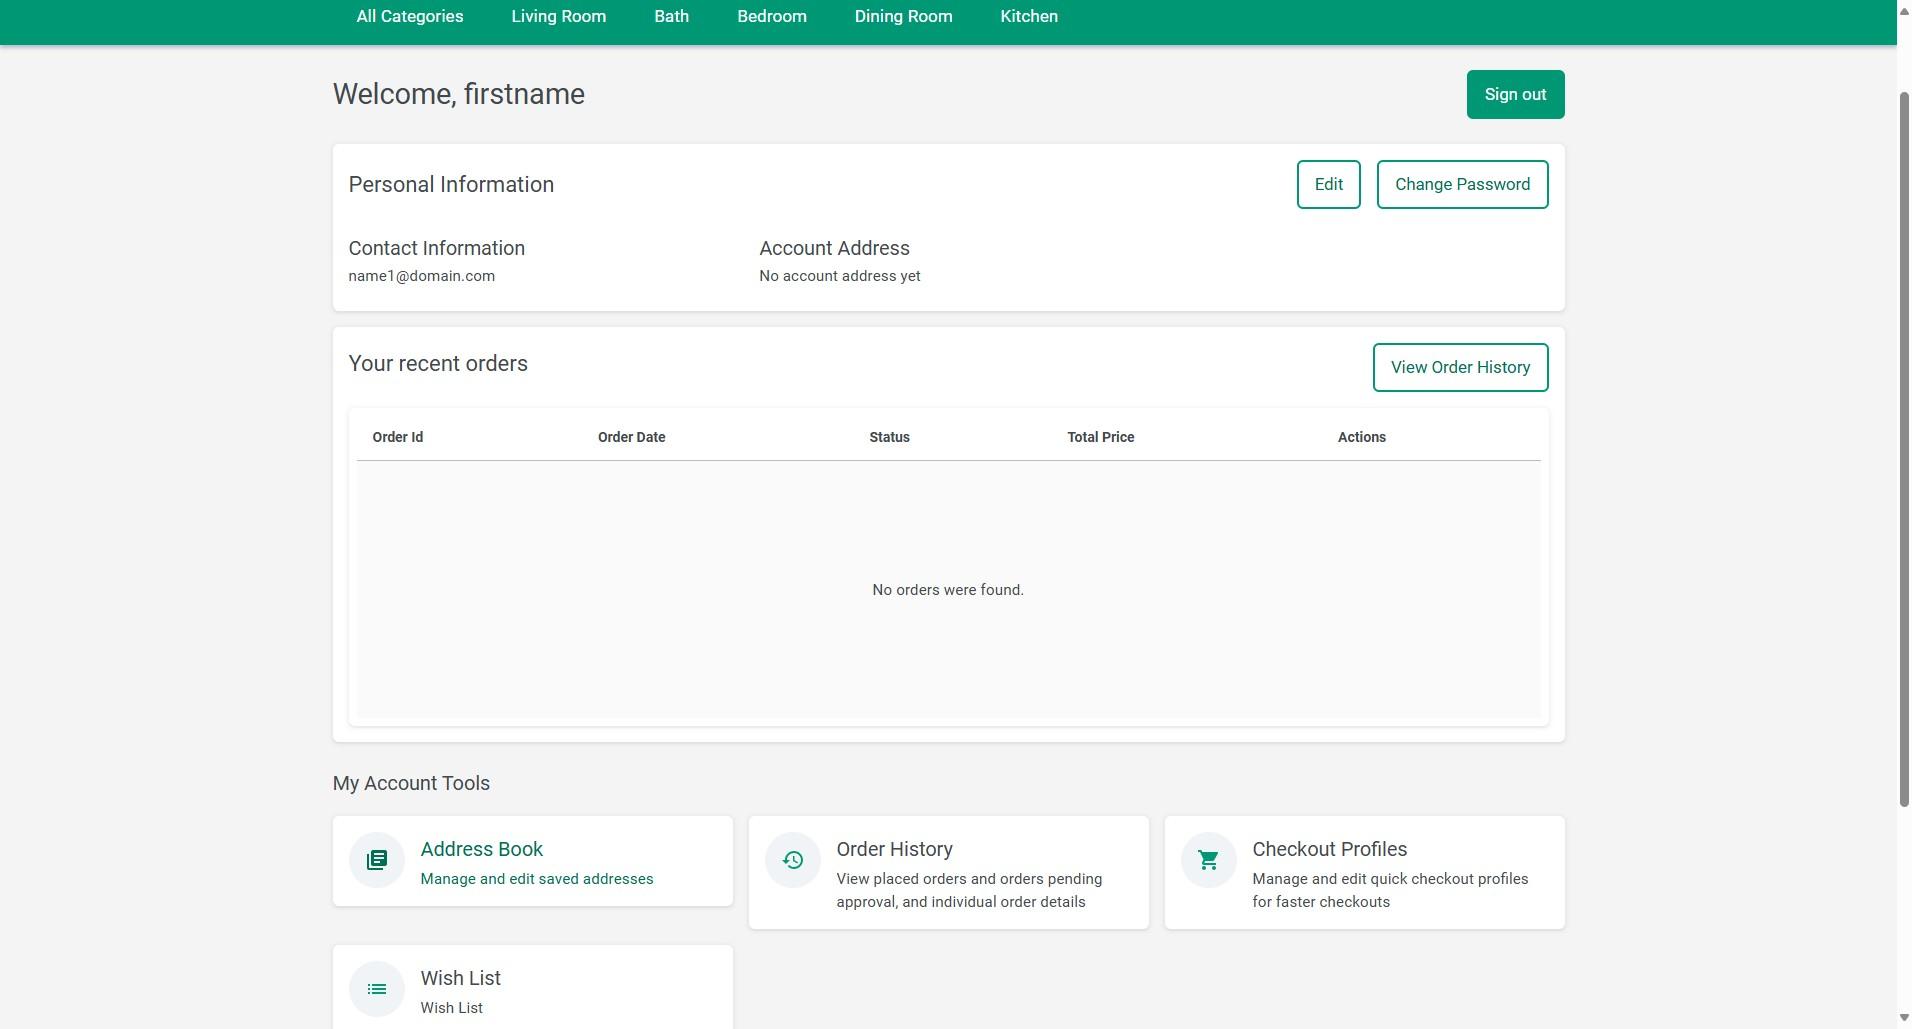 All Categories Living Room Bath Bedroom Dining Room Kitchen
Welcome, firstname
Sign out
Personal Information
Edit
Change Password
Contact Information
name1@domain.com
Account Address
No account address yet
Your recent orders
View Order History
Order Id Order Date Status Total Price Actions
No orders were found.
My Account Tools
Address Book
Manage and edit saved addresses
Order History
View placed orders and orders pending
approval, and individual order details
Checkout Profiles
Manage and edit quick checkout profiles
for faster checkouts
Wish List
Wish List